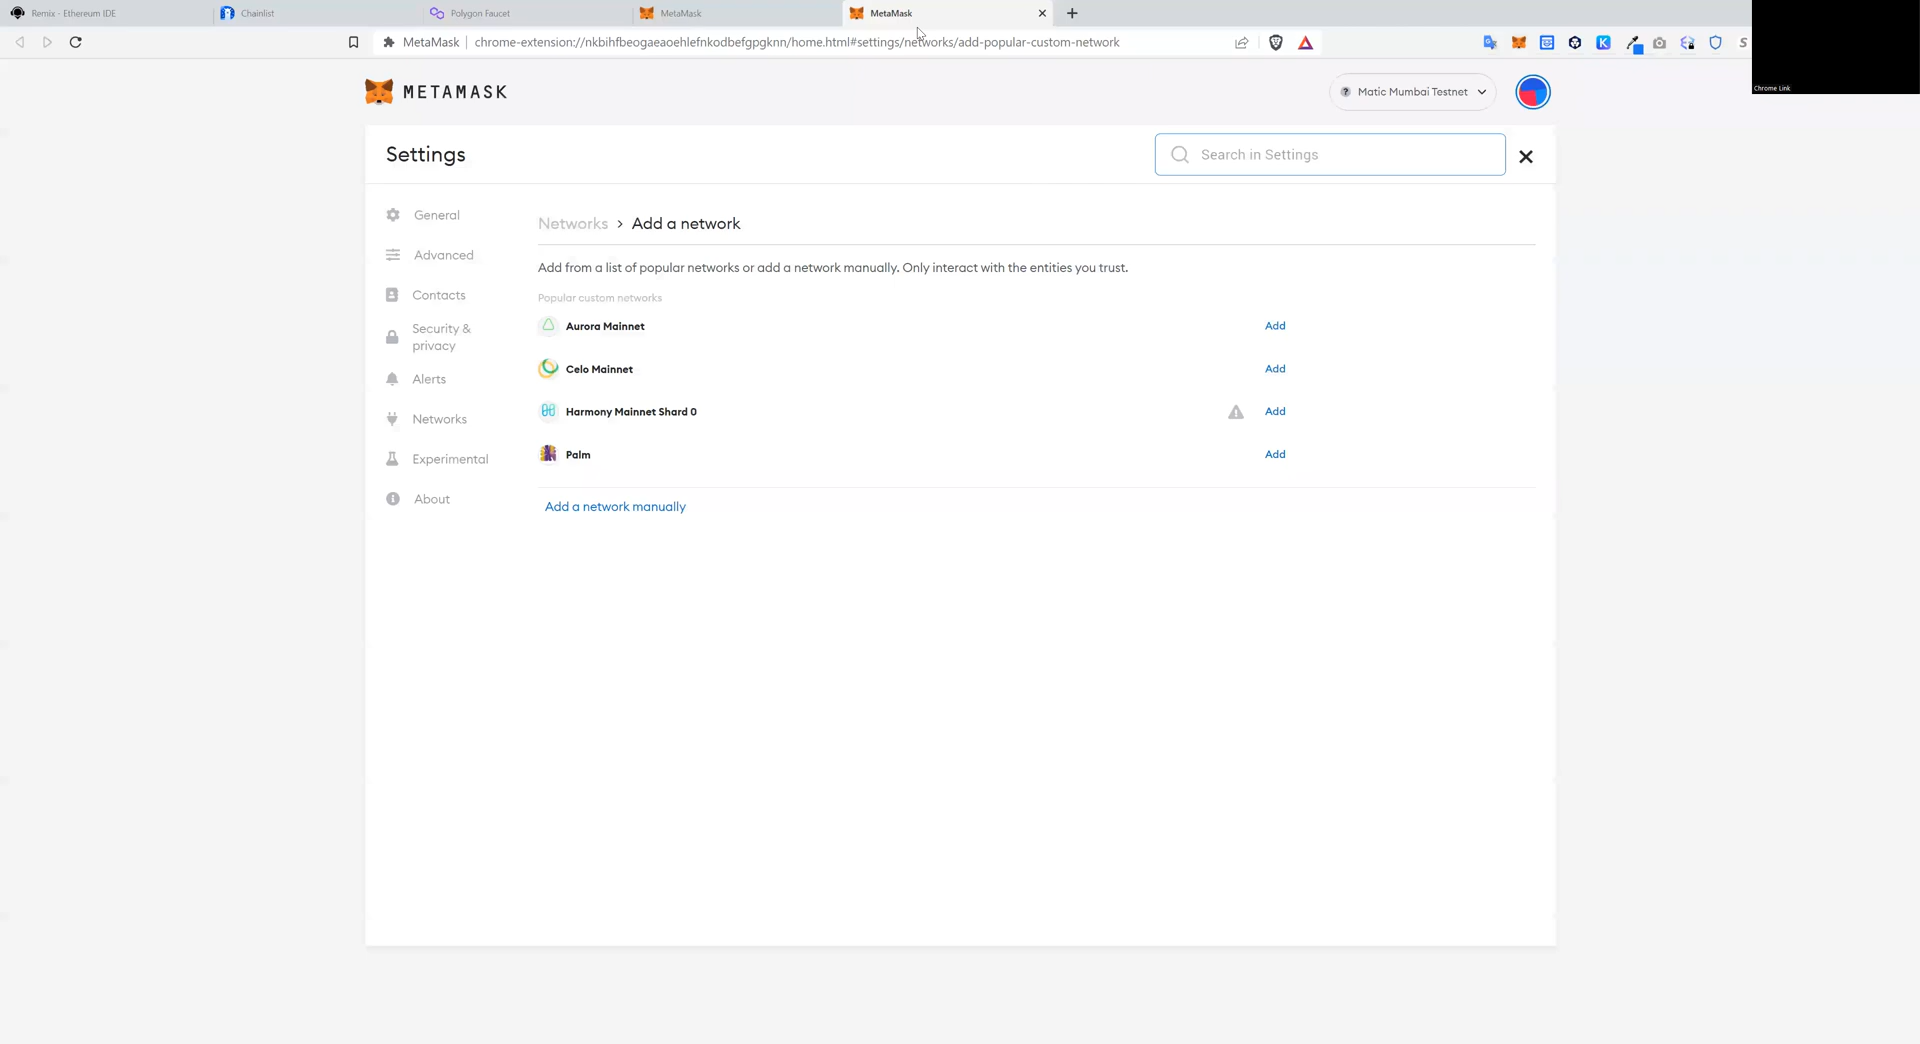 Remix - Ethereum IDE
Chainlist
Polygon Faucet
MetaMask
MetaMask
MetaMask
chrome-extension://nkbihfbeogaeaoehlefnkodbefgpgknn/home.html#settings/networks/add-popular-custom-network
K
S
Chrome Link
METAMASK
? Matic Mumbai Testnet
Settings
Search in Settings
General
Advanced
Contacts
Security &
privacy
Alerts
Networks
Experimental
About
Networks > Add a network
Add from a list of popular networks or add a network manually. Only interact with the entities you trust.
Popular custom networks
Aurora Mainnet
Add
Celo Mainnet
Add
Harmony Mainnet Shard 0
Add
Palm
Add
Add a network manually